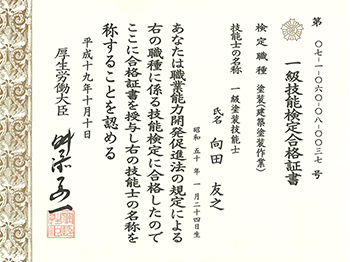 第 〇七-一-〇六〇-〇八-〇〇三七 号
一級技能検定合格証書
検定職種 塗装(建築塗装作業)
技能士の名称 一級塗装技能士
氏名 向田 友之
昭和 五十 年 一月二十四日生
あなたは職業能力開発促進法の規定による
右の職種に係る技能検定に合格したので
ここに合格証書を授与し右の技能士の名称を
称することを認める
平成十九年十月十日
厚生労働大臣